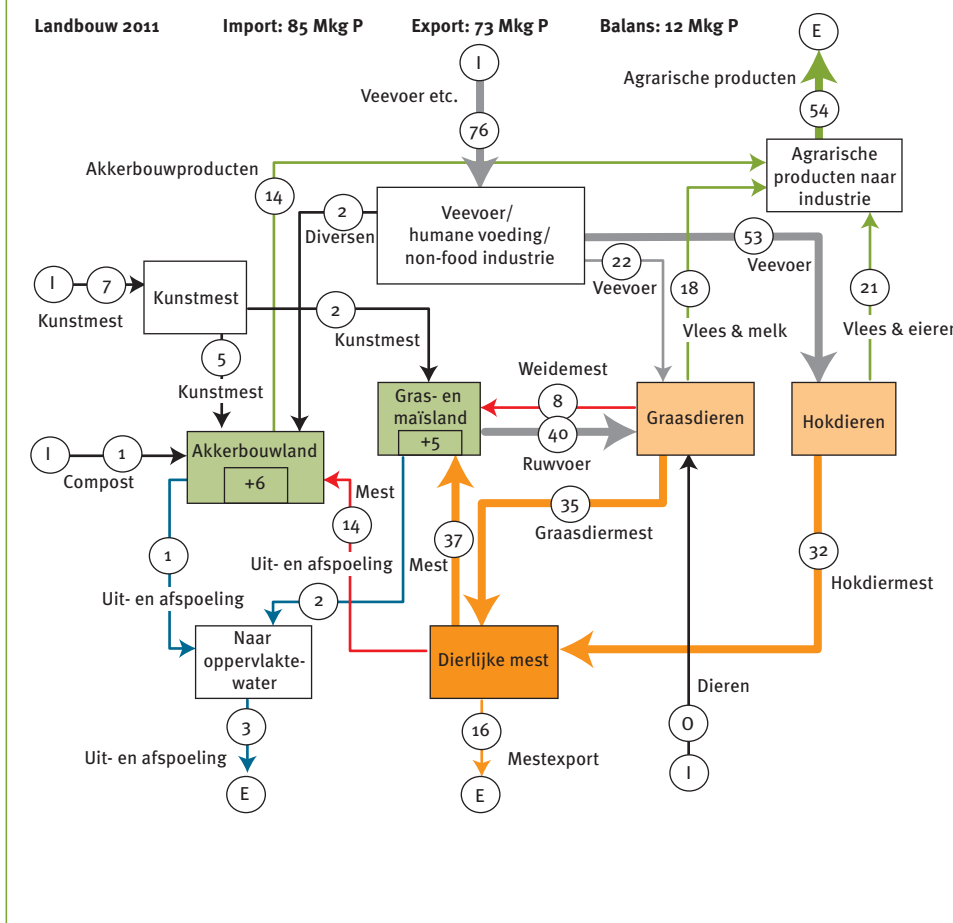 Landbouw 2011 Import: 85 Mkg P Export: 73 Mkg P Balans: 12 Mkg P
I
E
Veevoer etc.
Agrarische producten
76
54
Akkerbouwproducten
14
Agrarische
producten naar
industrie
2
Diversen
Veevoer/
humane voeding/
non-food industrie
53
Veevoer
22
Veevoer
18
Vlees & melk
21
Vlees & eieren
I
7
Kunstmest
Kunstmest
2
Kunstmest
5
Kunstmest
Weidemest
8
Gras- en
maïsland
+5
40
Ruwvoer
Graasdieren
Hokdieren
I
1
Compost
Akkerbouwland
+6
Mest
14
Uit- en afspoeling
37
Mest
35
Graasdiermest
32
Hokdiermest
1
Uit- en afspoeling
2
Naar
oppervlakte-
water
Dierlijke mest
Dieren
0
I
3
Uit- en afspoeling
E
16
Mestexport
E